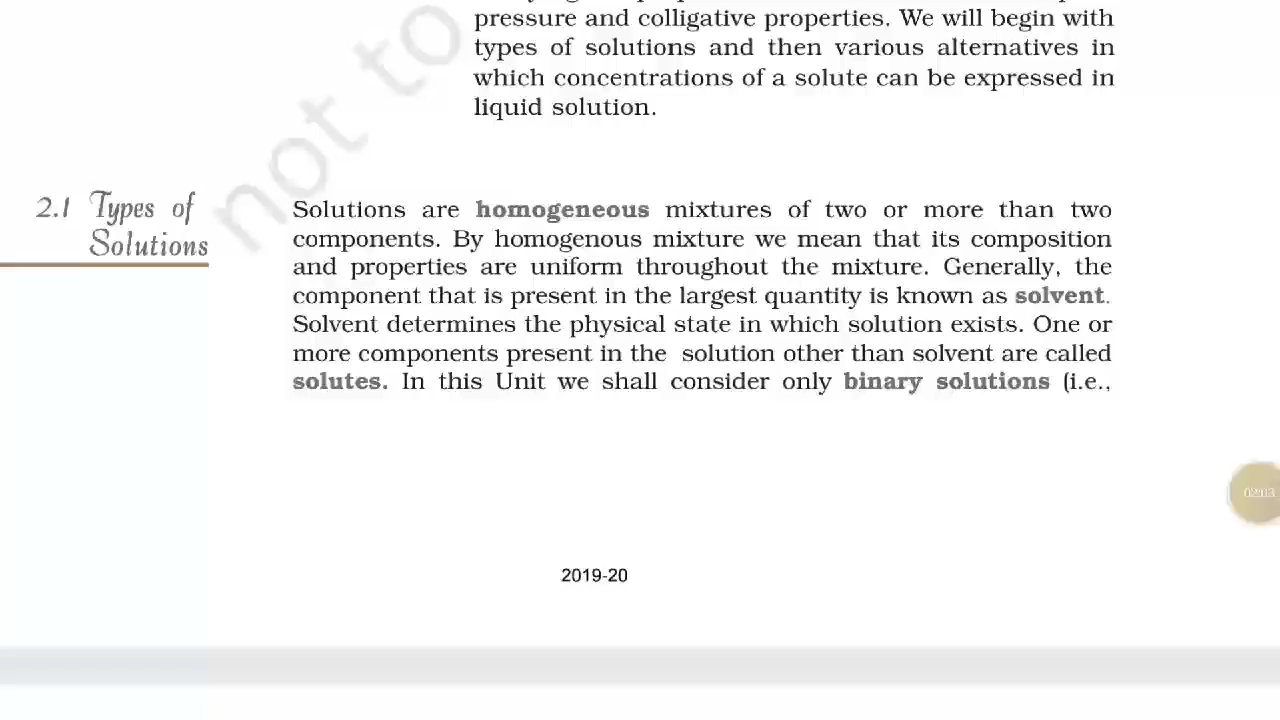 pressure and colligative properties. We will begin with
types of solutions and then various alternatives in
which concentrations of a solute can be expressed in
liquid solution.
not to
2.1 Types of
Solutions
Solutions are homogeneous mixtures of two or more than two
components. By homogenous mixture we mean that its composition
and properties are uniform throughout the mixture. Generally, the
component that is present in the largest quantity is known as solvent.
Solvent determines the physical state in which solution exists. One or
more components present in the solution other than solvent are called
solutes. In this Unit we shall consider only binary solutions (i.e.,
02:03
2019-20